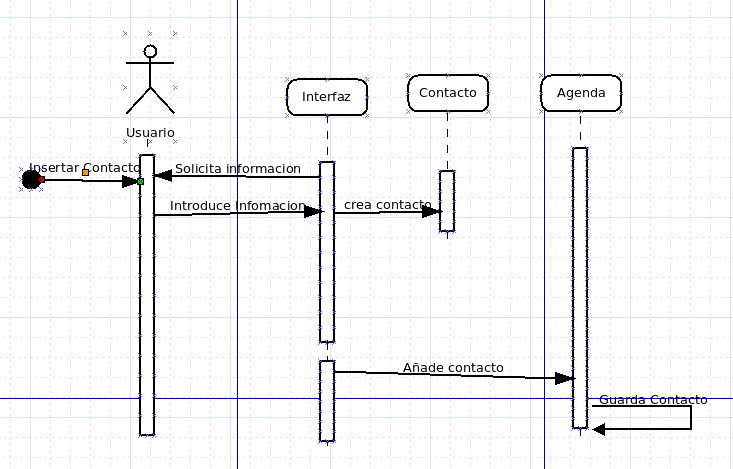 Usuario
Interfaz
Contacto
Agenda
Insertar Contacto
Solicita informacion
Introduce Infomacion
crea contacto
Añade contacto
Guarda Contacto